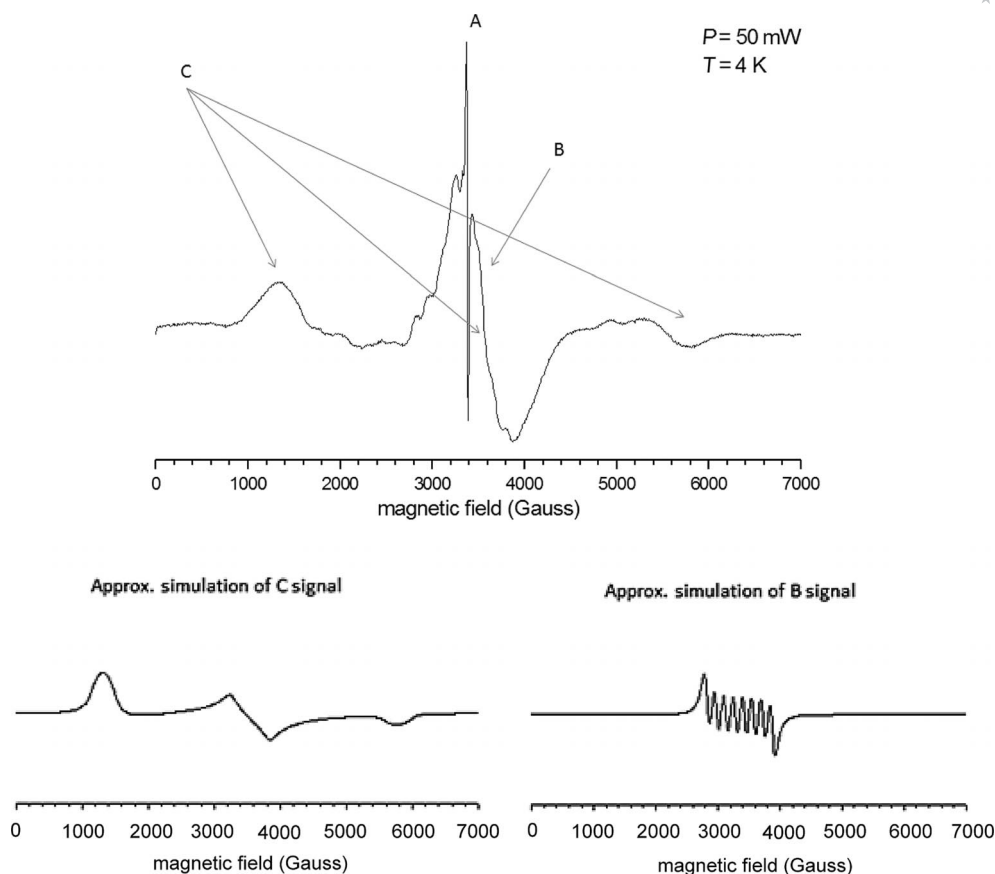 A
P = 50 mW
T = 4 K
C
B
0 1000 2000 3000 4000 5000 6000 7000
magnetic field (Gauss)
Approx. simulation of C signal
Approx. simulation of B signal
0 1000 2000 3000 4000 5000 6000 7000
0 1000 2000 3000 4000 5000 6000 7000
magnetic field (Gauss)
magnetic field (Gauss)